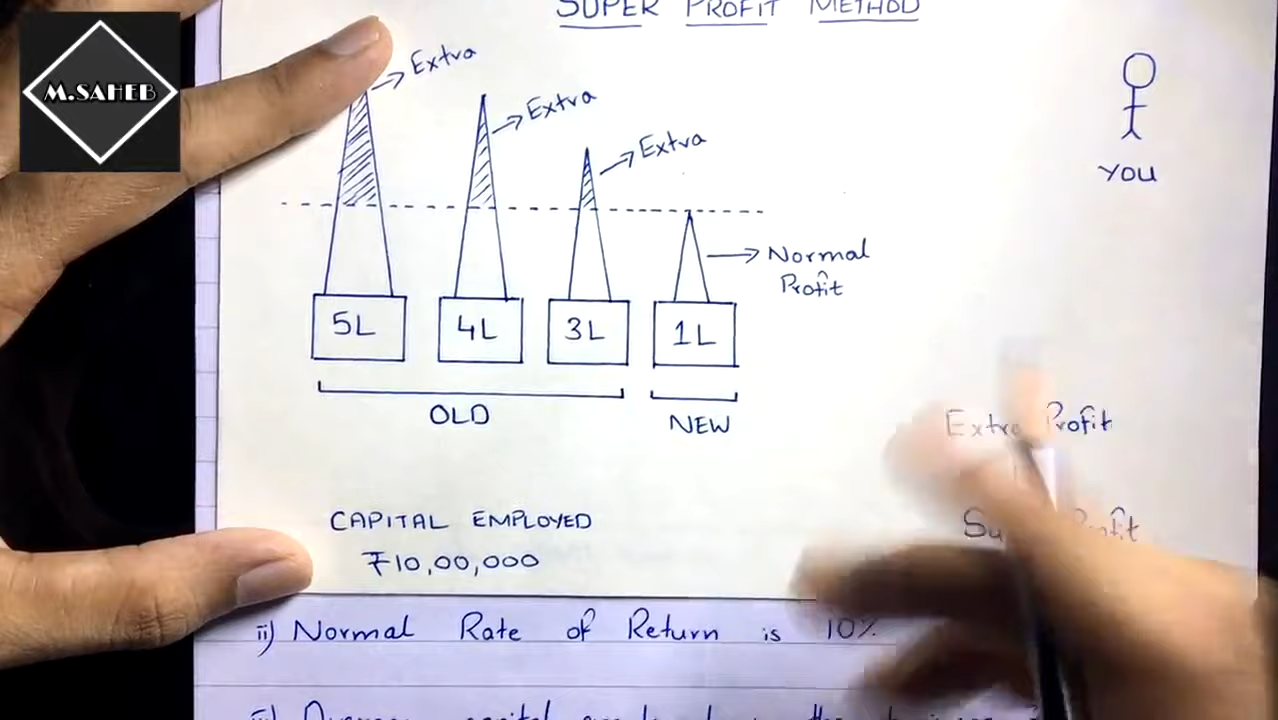 SUPER PROFIT METHOD
M.SAHEB
Extra
Extra
Extra
YOU
Normal
Profit
5L
4L
3L
1L
OLD
NEW
Extra Profit
CAPITAL EMPLOYED
₹10,00,000
ii) Normal Rate of Return is 10%
capital